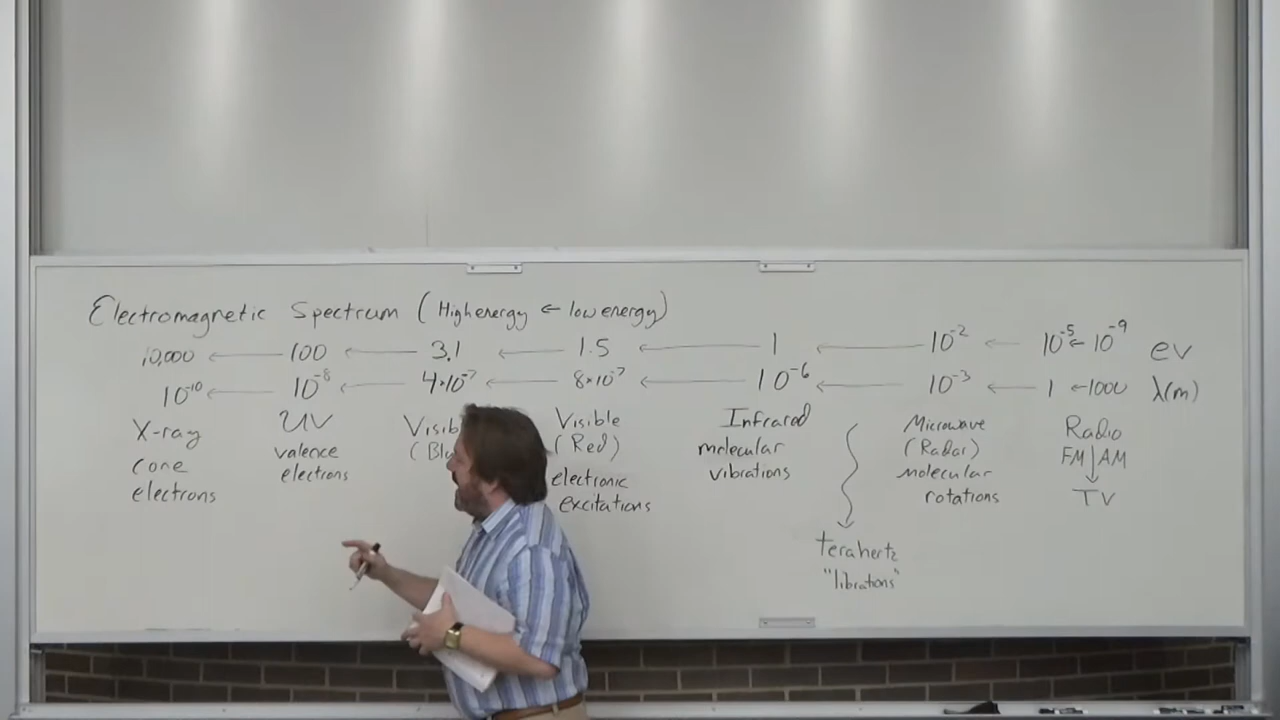 Electromagnetic Spectrum (High energy ← low energy)
10,000 ← 100 ← 3.1 ← 1.5 ← 1 ← 10⁻² ← 10⁻⁵ ← 10⁻⁹ eV
10⁻¹⁰ ← 10⁻⁸ ← 4×10⁻⁷ ← 8×10⁻⁷ ← 10⁻⁶ ← 10⁻³ ← 1 ← 1000 λ(m)
X-ray
core
electrons
UV
valence
electrons
Visible
(Red)
electronic
excitations
Infrared
molecular
vibrations
terahertz
"librations"
Microwave
(Radar)
molecular
rotations
Radio
FM↓AM
TV